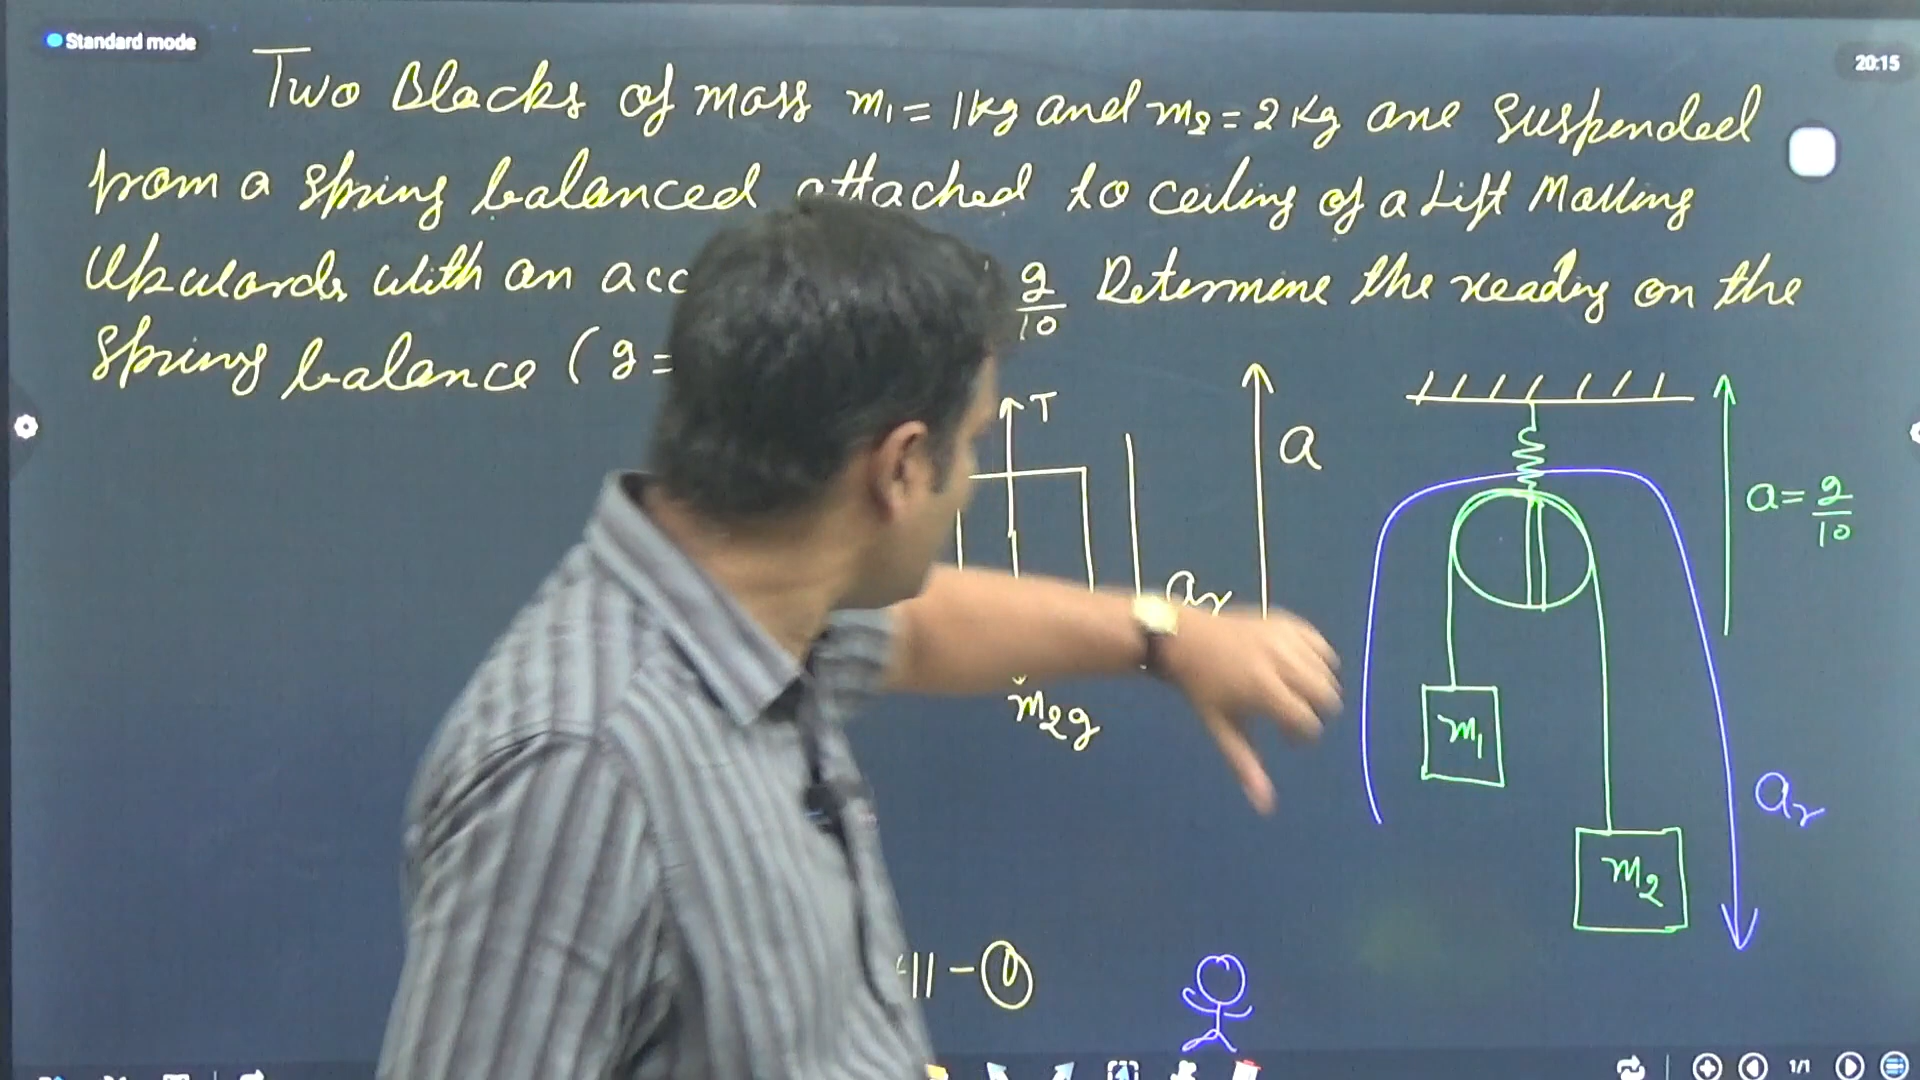 Standard mode
20:15
Two Blocks of mass m₁ = 1kg and m₂ = 2 Kg are suspended
from a spring balanced attached to ceiling of a Lift Moving
Upwards with an acc g/10 Determine the reading on the
spring balance (g =
T
a
a = g/10
aᵣ
m₁
m₂g
aᵣ
m₂
11 - ①
1/1